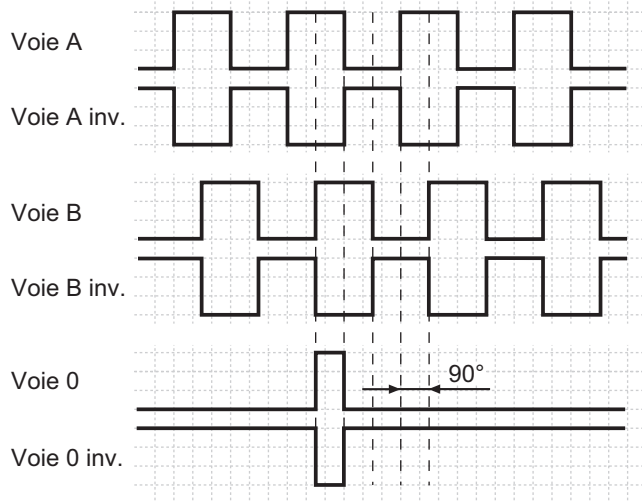 Voie A
Voie A inv.
Voie B
Voie B inv.
Voie 0
90°
Voie 0 inv.